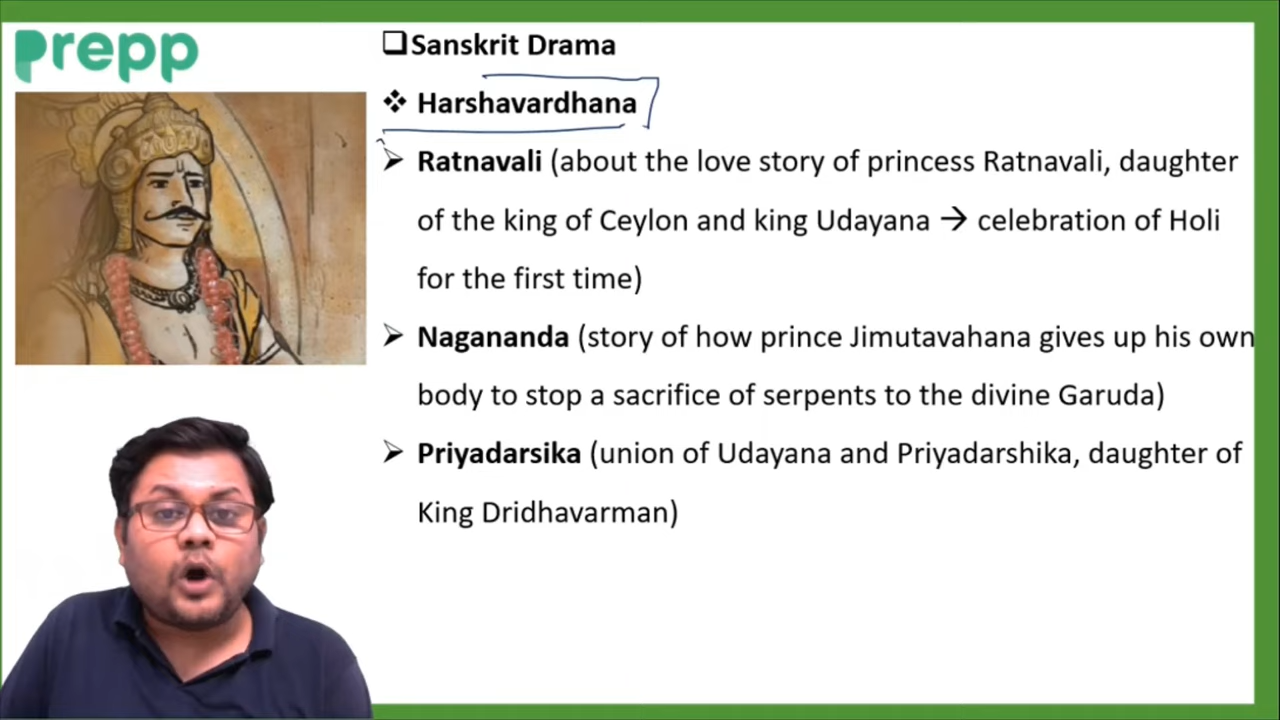 Prepp
❑Sanskrit Drama
❖ Harshavardhana
➤ Ratnavali (about the love story of princess Ratnavali, daughter
of the king of Ceylon and king Udayana → celebration of Holi
for the first time)
➤ Nagananda (story of how prince Jimutavahana gives up his own
body to stop a sacrifice of serpents to the divine Garuda)
➤ Priyadarsika (union of Udayana and Priyadarshika, daughter of
King Dridhavarman)